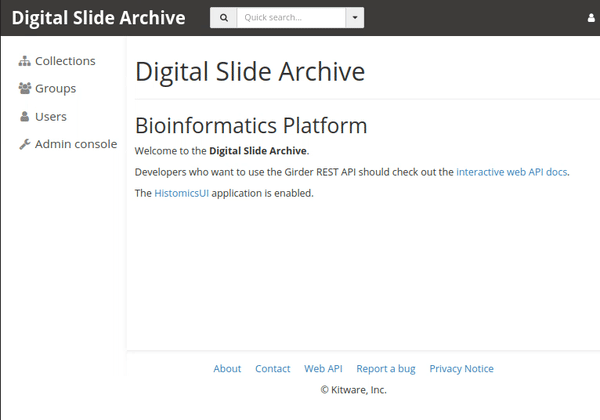 Digital Slide Archive
Quick search...
Collections
Groups
Users
Admin console
Digital Slide Archive
Bioinformatics Platform
Welcome to the Digital Slide Archive.
Developers who want to use the Girder REST API should check out the interactive web API docs.
The HistomicsUI application is enabled.
About Contact Web API Report a bug Privacy Notice
© Kitware, Inc.